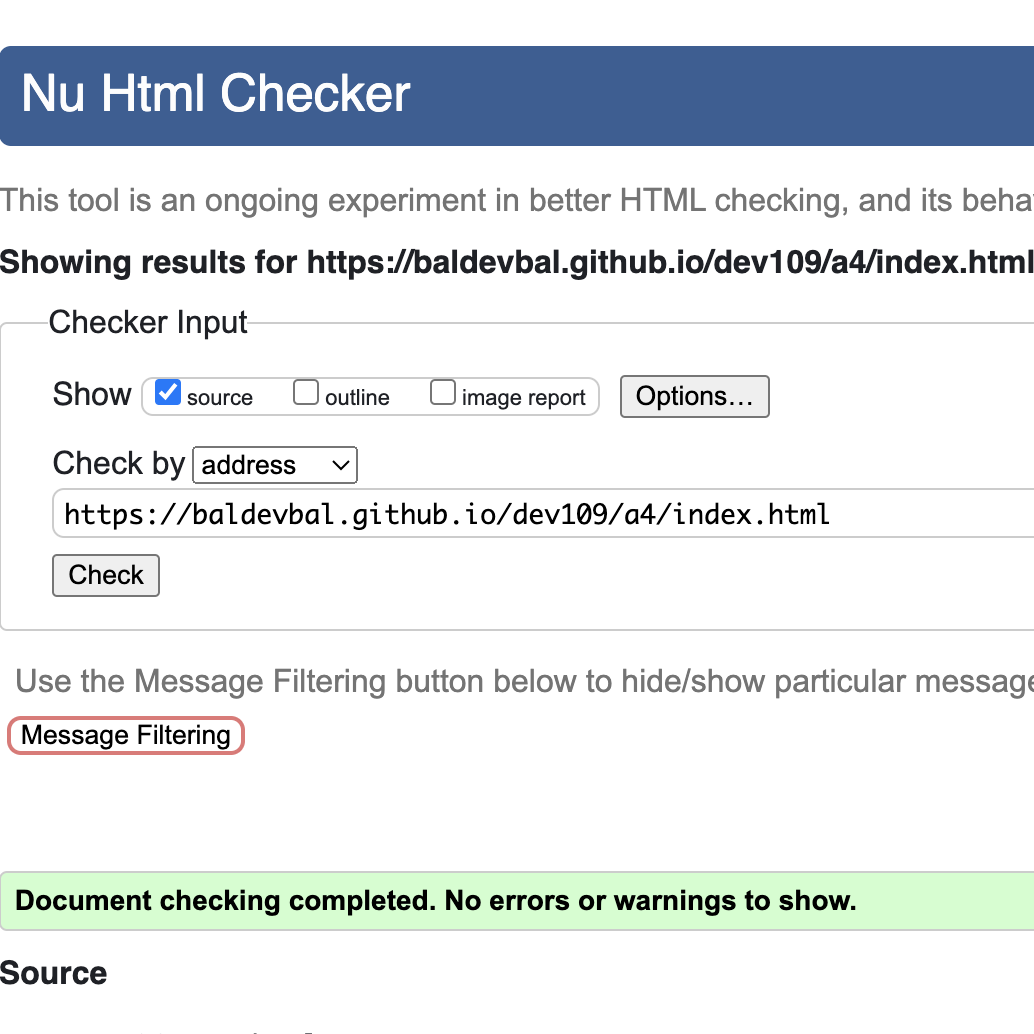 Nu Html Checker
This tool is an ongoing experiment in better HTML checking, and its
Showing results for https://baldevbal.github.io/dev109/a4/index.html
Checker Input
Show source outline image report Options…
Check by address
https://baldevbal.github.io/dev109/a4/index.html
Check
Use the Message Filtering button below to hide/show particular
Message Filtering
Document checking completed. No errors or warnings to show.
Source